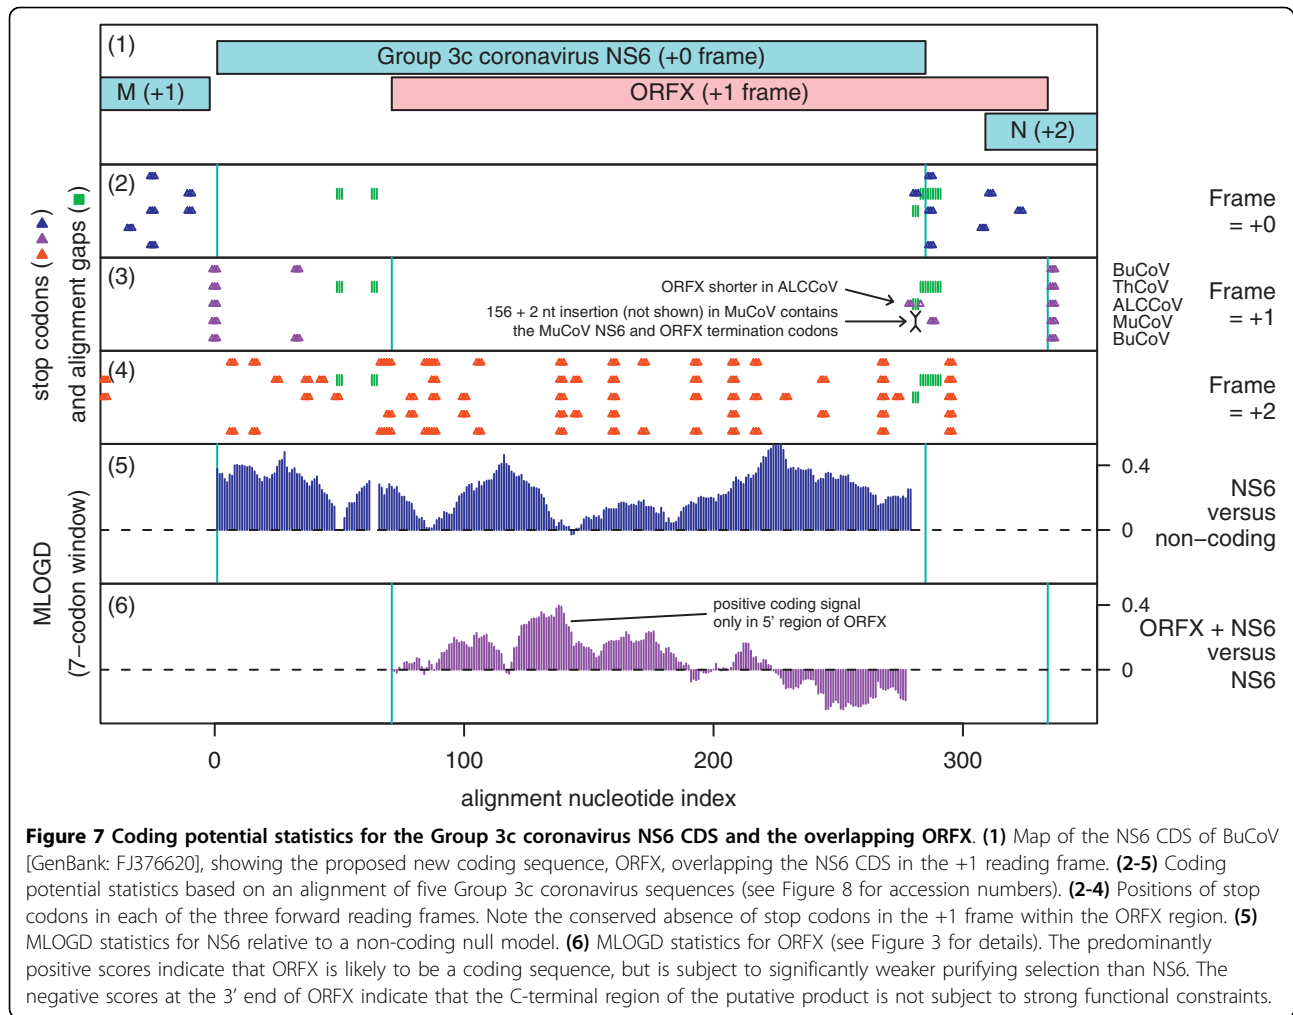 (1)
Group 3c coronavirus NS6 (+0 frame)
M (+1)
ORFX (+1 frame)
N (+2)
stop codons (▲▲▲)
and alignment gaps (■)
(2)
Frame
= +0
(3)
ORFX shorter in ALCCoV
156 + 2 nt insertion (not shown) in MuCoV contains
the MuCoV NS6 and ORFX termination codons
BuCoV
ThCoV
ALCCoV
MuCoV
BuCoV
Frame
= +1
(4)
Frame
= +2
MLOGD
(7−codon window)
(5)
0.4
0
NS6
versus
non−coding
(6)
positive coding signal
only in 5' region of ORFX
0.4
0
ORFX + NS6
versus
NS6
0 100 200 300
alignment nucleotide index
Figure 7 Coding potential statistics for the Group 3c coronavirus NS6 CDS and the overlapping ORFX. (1) Map of the NS6 CDS of BuCoV
[GenBank: FJ376620], showing the proposed new coding sequence, ORFX, overlapping the NS6 CDS in the +1 reading frame. (2-5) Coding
potential statistics based on an alignment of five Group 3c coronavirus sequences (see Figure 8 for accession numbers). (2-4) Positions of stop
codons in each of the three forward reading frames. Note the conserved absence of stop codons in the +1 frame within the ORFX region. (5)
MLOGD statistics for NS6 relative to a non-coding null model. (6) MLOGD statistics for ORFX (see Figure 3 for details). The predominantly
positive scores indicate that ORFX is likely to be a coding sequence, but is subject to significantly weaker purifying selection than NS6. The
negative scores at the 3' end of ORFX indicate that the C-terminal region of the putative product is not subject to strong functional constraints.